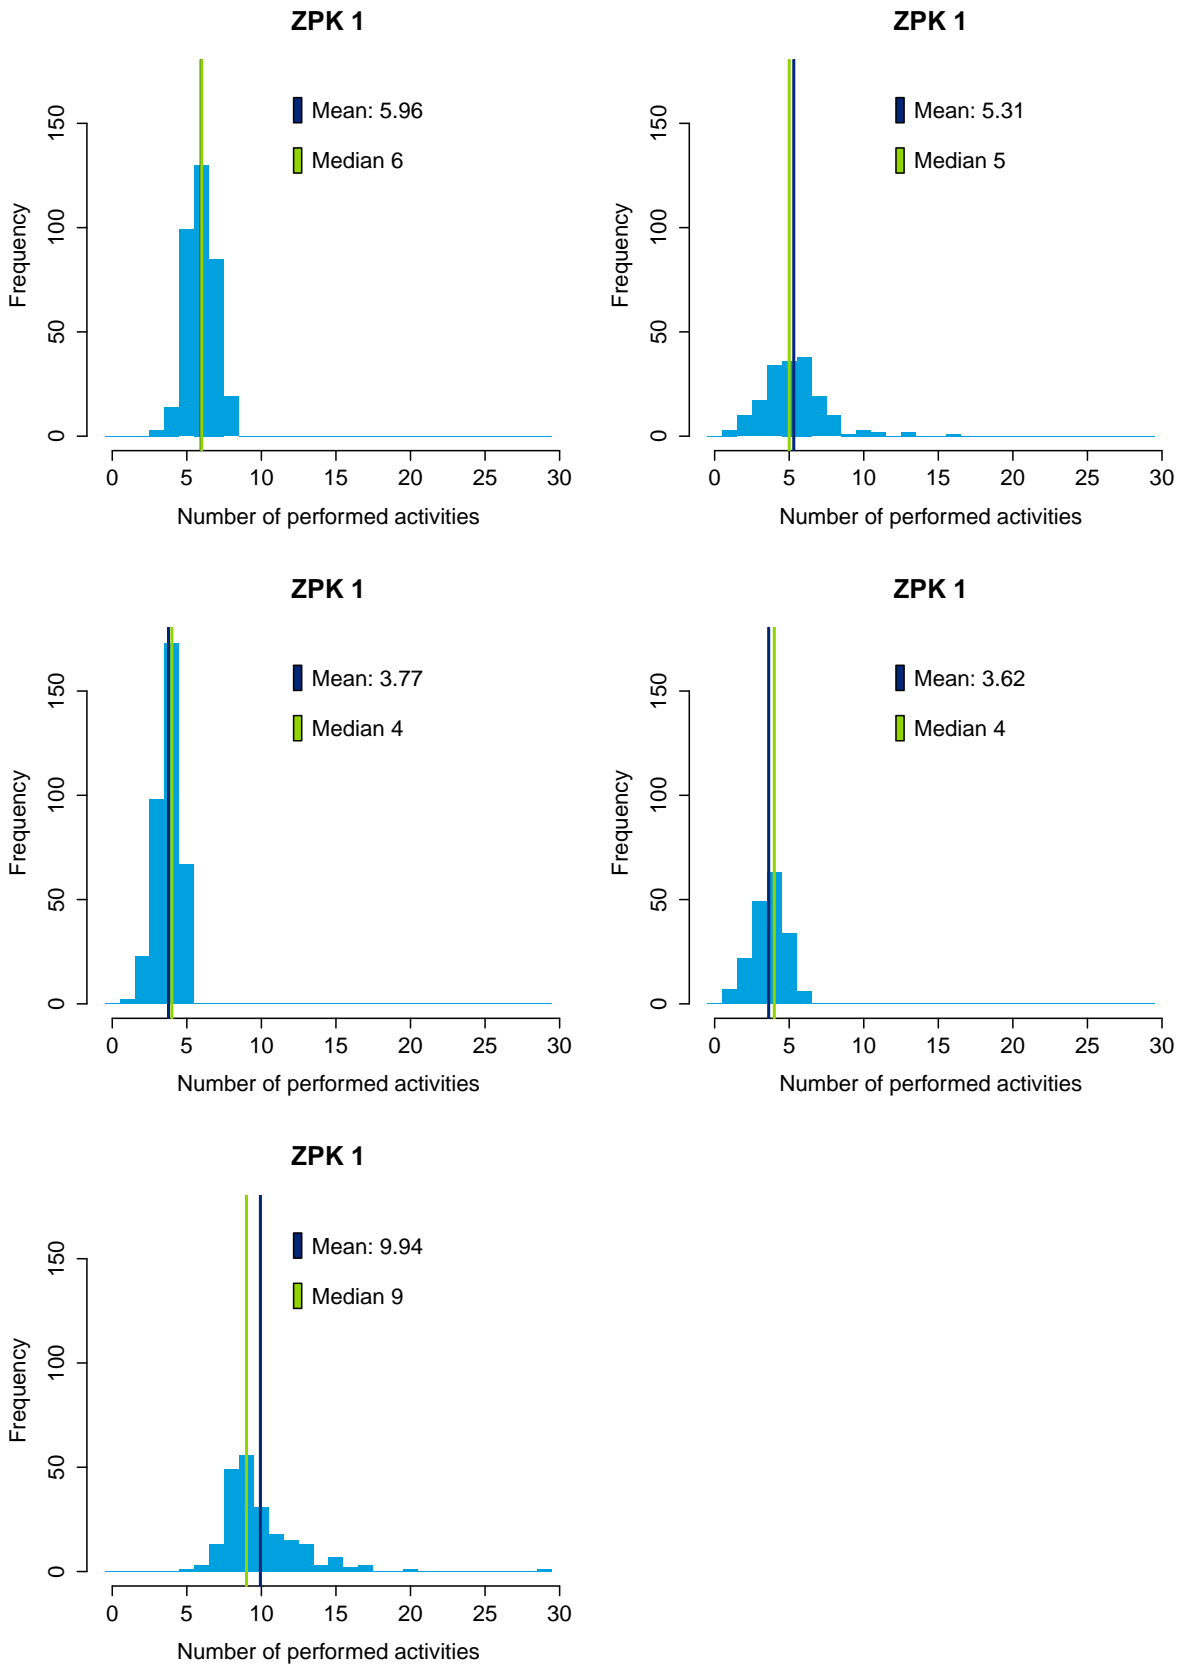 ZPK 1
Mean: 5.96
Median 6
Frequency
0
50
100
150
0 5 10 15 20 25 30
Number of performed activities
ZPK 1
Mean: 5.31
Median 5
Frequency
0
50
100
150
0 5 10 15 20 25 30
Number of performed activities
ZPK 1
Mean: 3.77
Median 4
Frequency
0
50
100
150
0 5 10 15 20 25 30
Number of performed activities
ZPK 1
Mean: 3.62
Median 4
Frequency
0
50
100
150
0 5 10 15 20 25 30
Number of performed activities
ZPK 1
Mean: 9.94
Median 9
Frequency
0
50
100
150
0 5 10 15 20 25 30
Number of performed activities